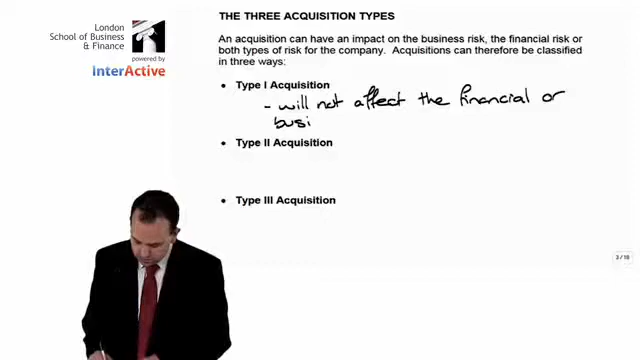 London
School of Business
& Finance
powered by
InterActive
THE THREE ACQUISITION TYPES
An acquisition can have an impact on the business risk, the financial risk or
both types of risk for the company. Acquisitions can therefore be classified
in three ways:
• Type I Acquisition
- will not affect the financial or
busi
• Type II Acquisition
• Type III Acquisition
3 / 18